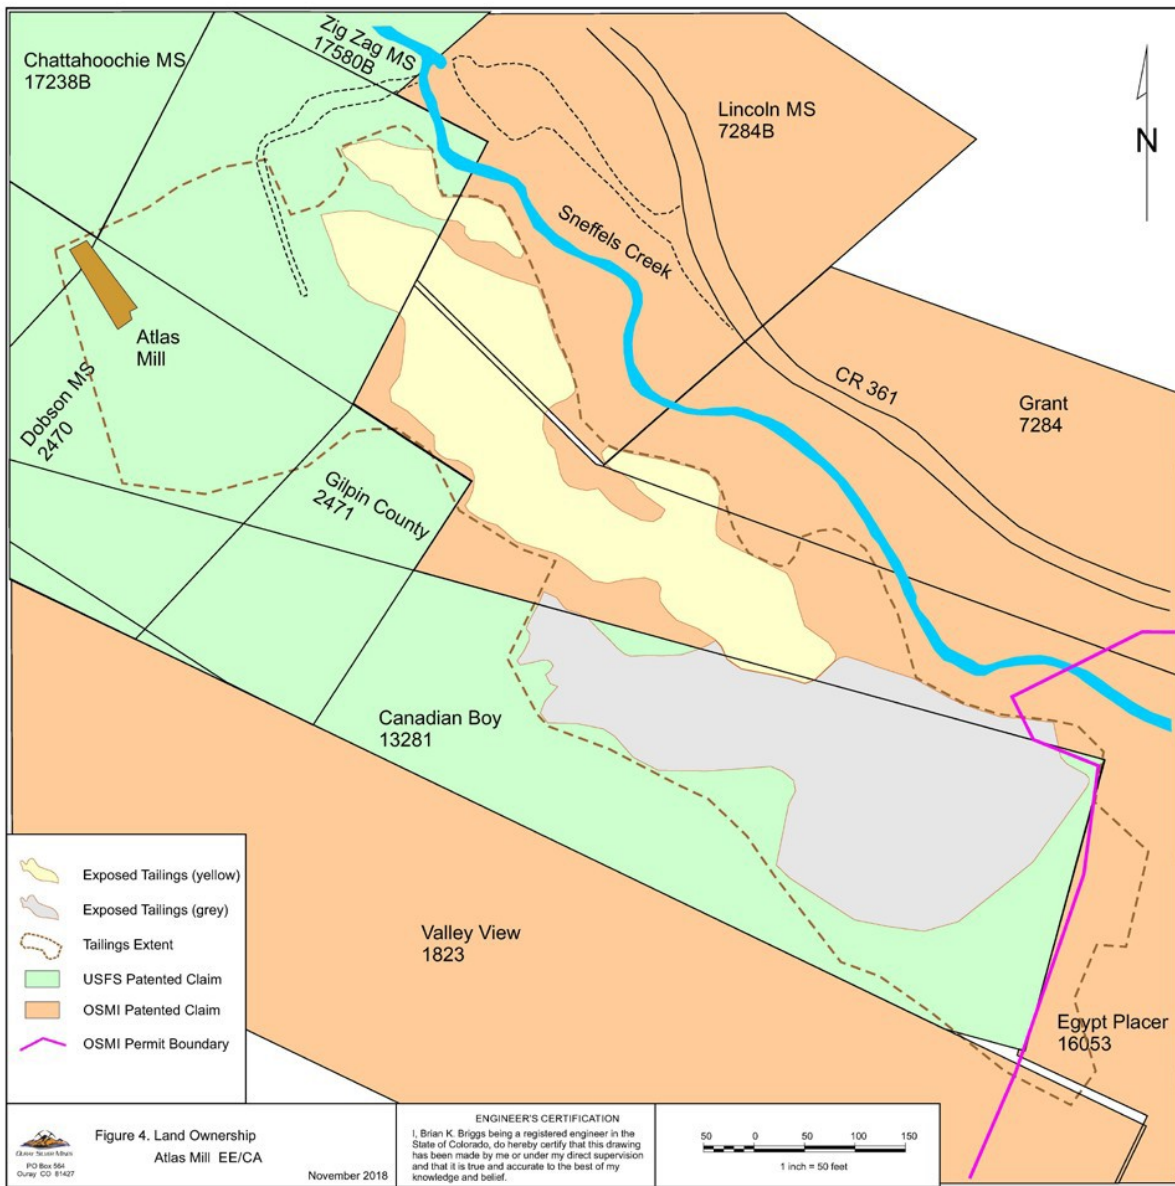 Chattahoochie MS
17238B
Zig Zag MS
17580B
Lincoln MS
7284B
N
Sneffels Creek
Atlas
Mill
CR 361
Grant
7284
Dobson MS
2470
Gilpin County
2471
Canadian Boy
13281
Valley View
1823
Egypt Placer
16053
Exposed Tailings (yellow)
Exposed Tailings (grey)
Tailings Extent
USFS Patented Claim
OSMI Patented Claim
OSMI Permit Boundary
OURAY SILVER MINES
PO Box 564
Ouray CO 81427
Figure 4. Land Ownership
Atlas Mill EE/CA
November 2018
ENGINEER'S CERTIFICATION
I, Brian K. Briggs being a registered engineer in the
State of Colorado, do hereby certify that this drawing
has been made by me or under my direct supervision
and that it is true and accurate to the best of my
knowledge and belief.
50 0 50 100 150
1 inch = 50 feet